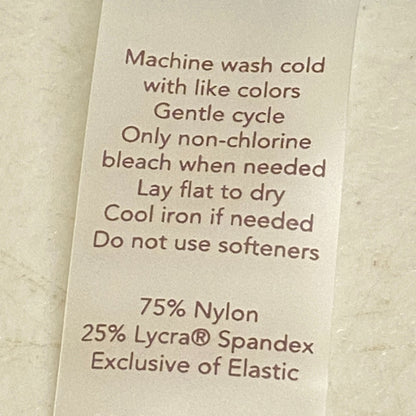 Machine wash cold
with like colors
Gentle cycle
Only non-chlorine
bleach when needed
Lay flat to dry
Cool iron if needed
Do not use softeners
75% Nylon
25% Lycra® Spandex
Exclusive of Elastic